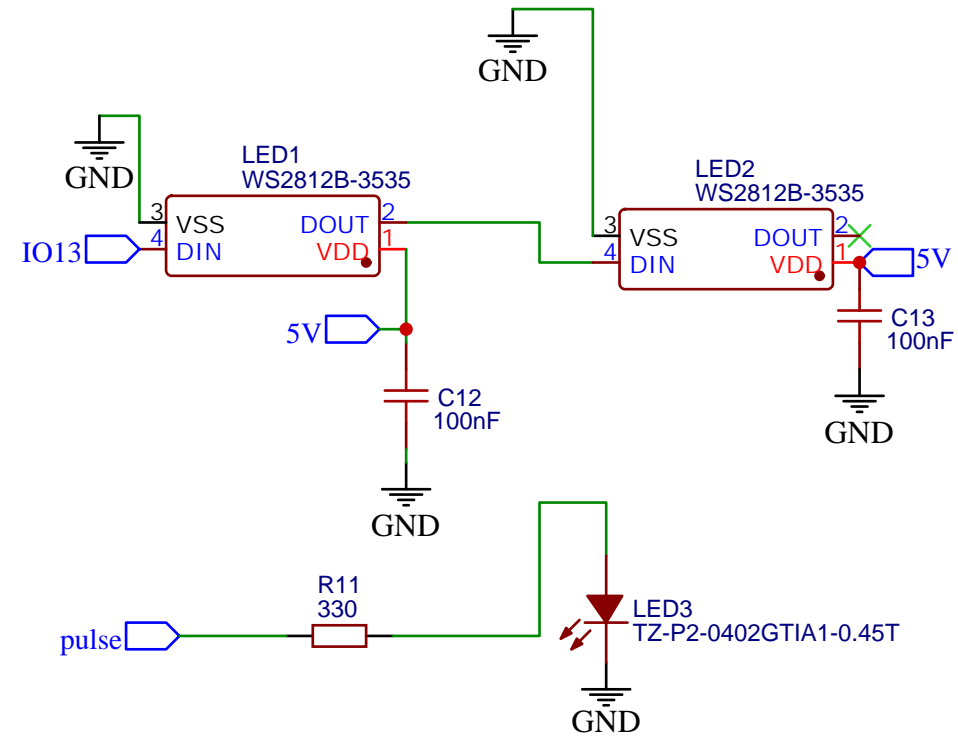 GND
GND
LED1
WS2812B-3535
3
VSS
DOUT
2
4
DIN
VDD
1
IO13
LED2
WS2812B-3535
3
VSS
DOUT
2
4
DIN
VDD
1
5V
5V
C13
100nF
GND
C12
100nF
GND
R11
330
pulse
LED3
TZ-P2-0402GTIA1-0.45T
GND